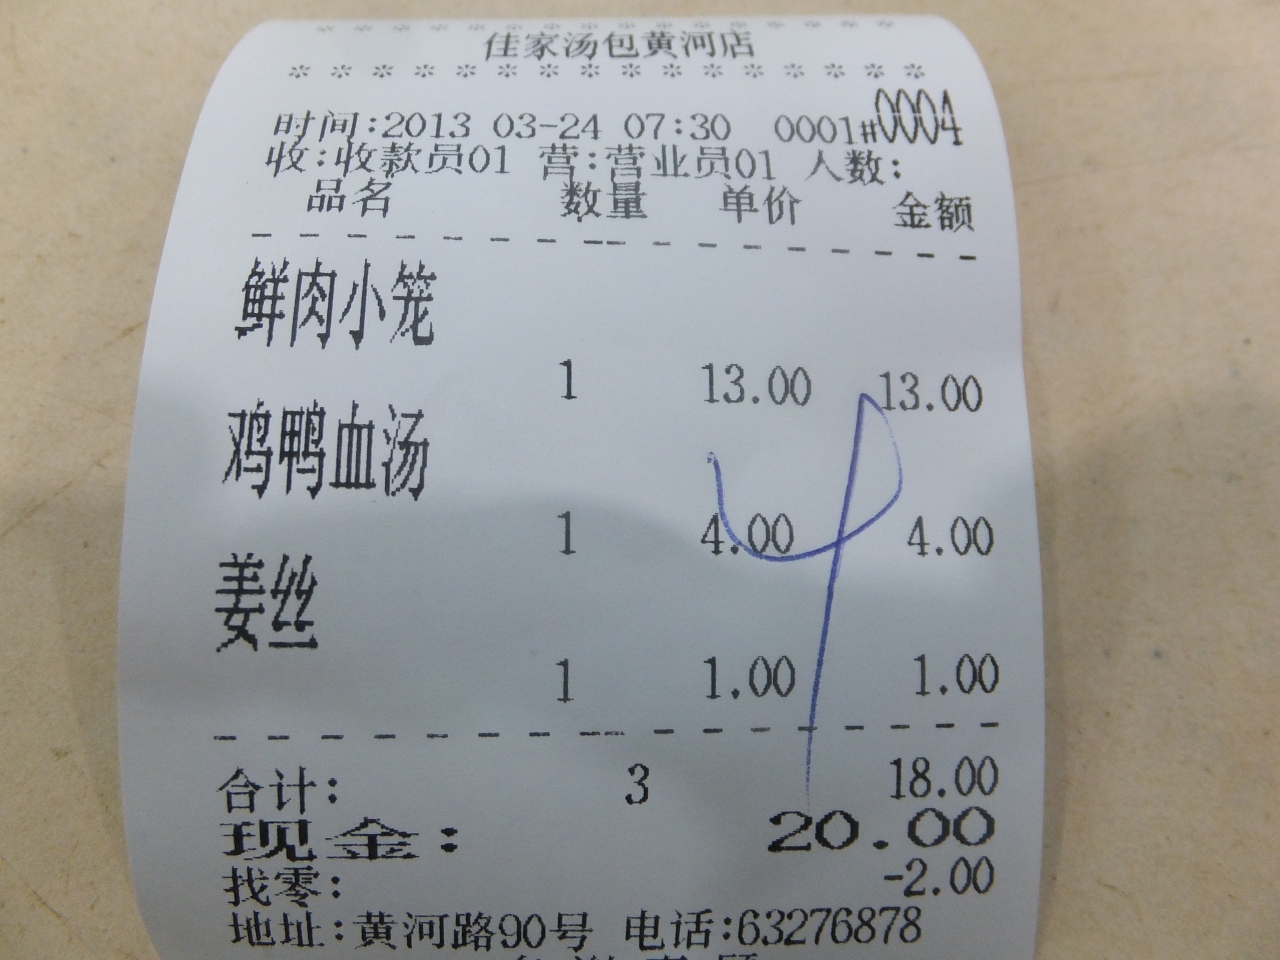 * * * * * * * * * * * * * * *
佳家汤包黄河店
* * * * * * * * * * * * * * * *
时间:2013 03-24 07:30 0001#0004
收:收款员01 营:营业员01 人数:
品名 数量 单价 金额
鲜肉小笼
1 13.00 13.00
鸡鸭血汤
1 4.00 4.00
姜丝
1 1.00 1.00
合计: 3 18.00
现金: 20.00
找零: -2.00
地址:黄河路90号 电话:63276878